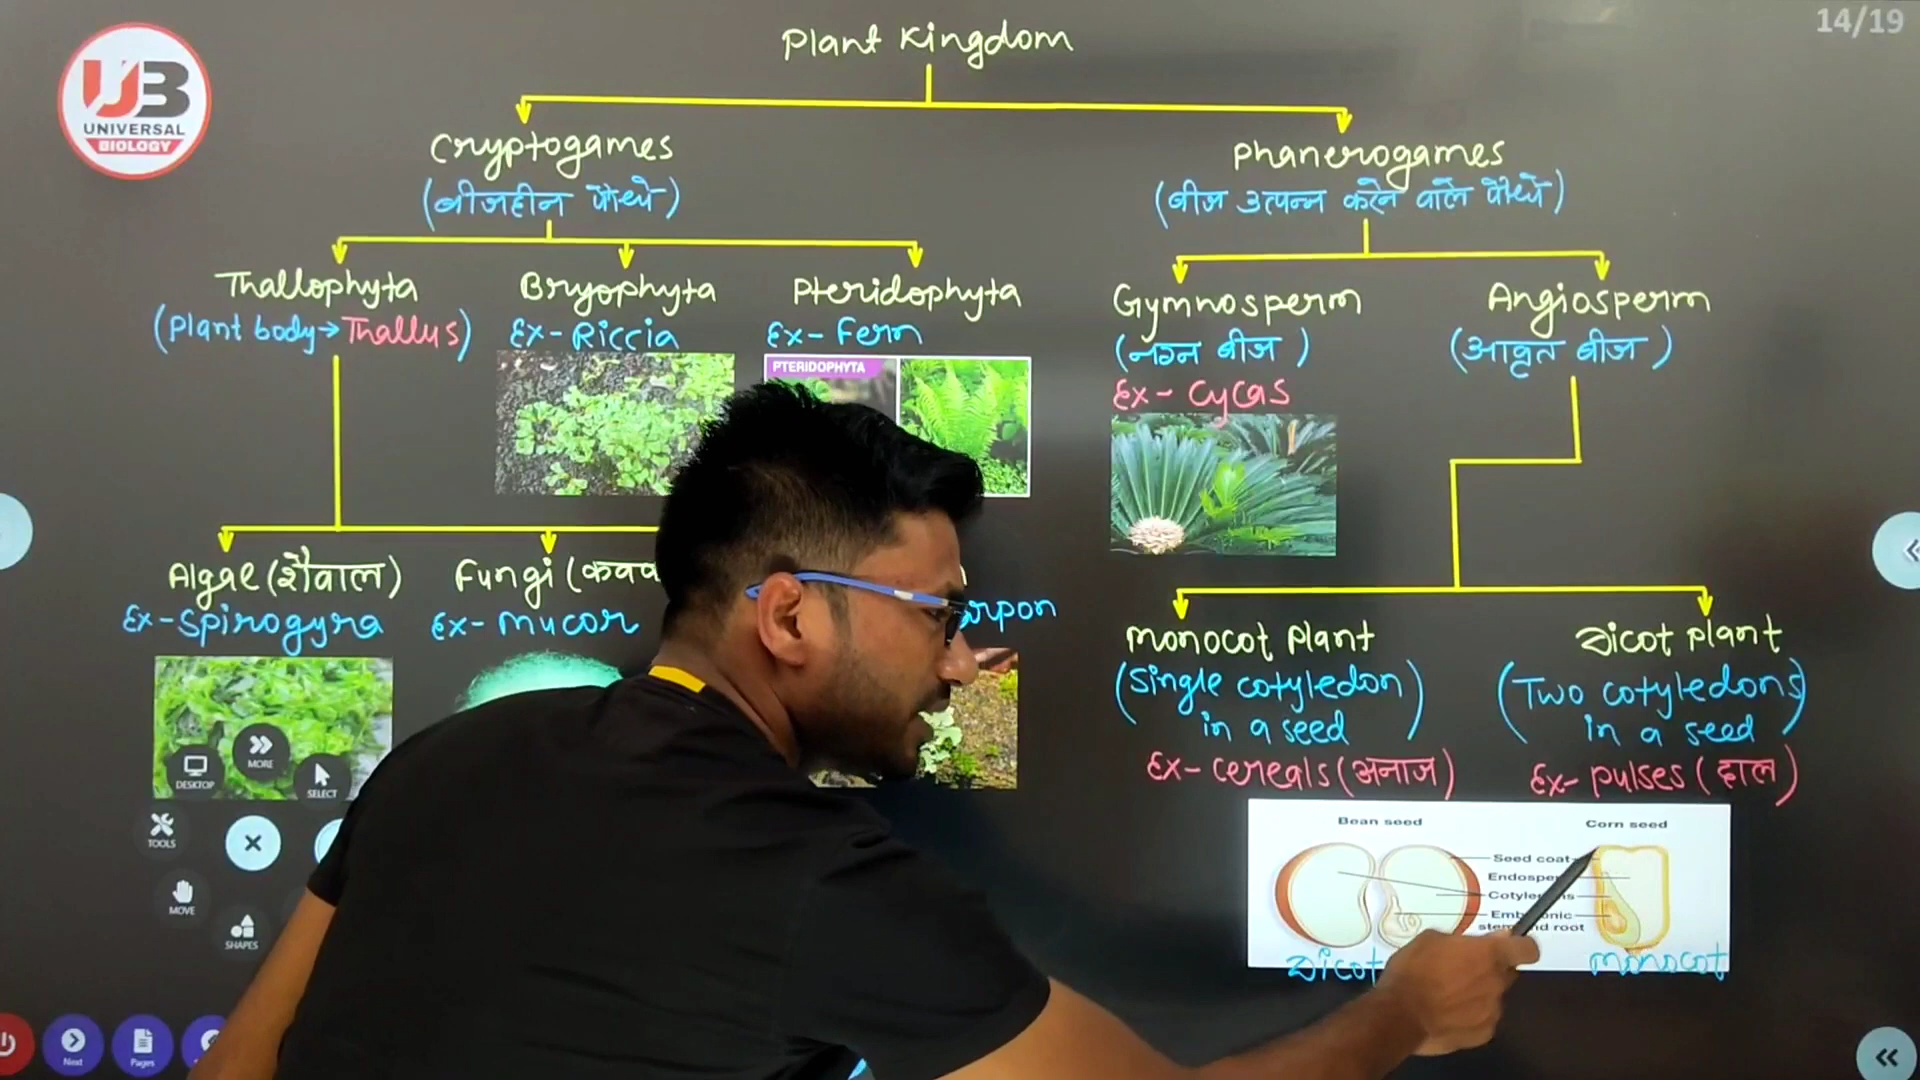 14/19
Plant Kingdom
UB
UNIVERSAL
BIOLOGY
Cryptogames
(बीजहीन पौधे)
Phanerogames
(बीज उत्पन्न करने वाले पौधे)
Thallophyta
(Plant body→Thallus)
Bryophyta
Ex-Riccia
Pteridophyta
Ex-Fern
PTERIDOPHYTA
Gymnosperm
(नग्न बीज)
Ex-Cycas
Angiosperm
(आवृत बीज)
Algae (शैवाल)
Ex-Spirogyra
Fungi (
Ex-Mucor
Monocot Plant
(Single cotyledon
in a seed)
Ex-Cereals (अनाज)
Dicot Plant
(Two cotyledons
in a seed)
Ex-Pulses (दाल)
Bean seed
Corn seed
Seed coat
and root
Dicot
Monocot
DESKTOP
MORE
SELECT
TOOLS
MOVE
SHAPES
Next
Pages